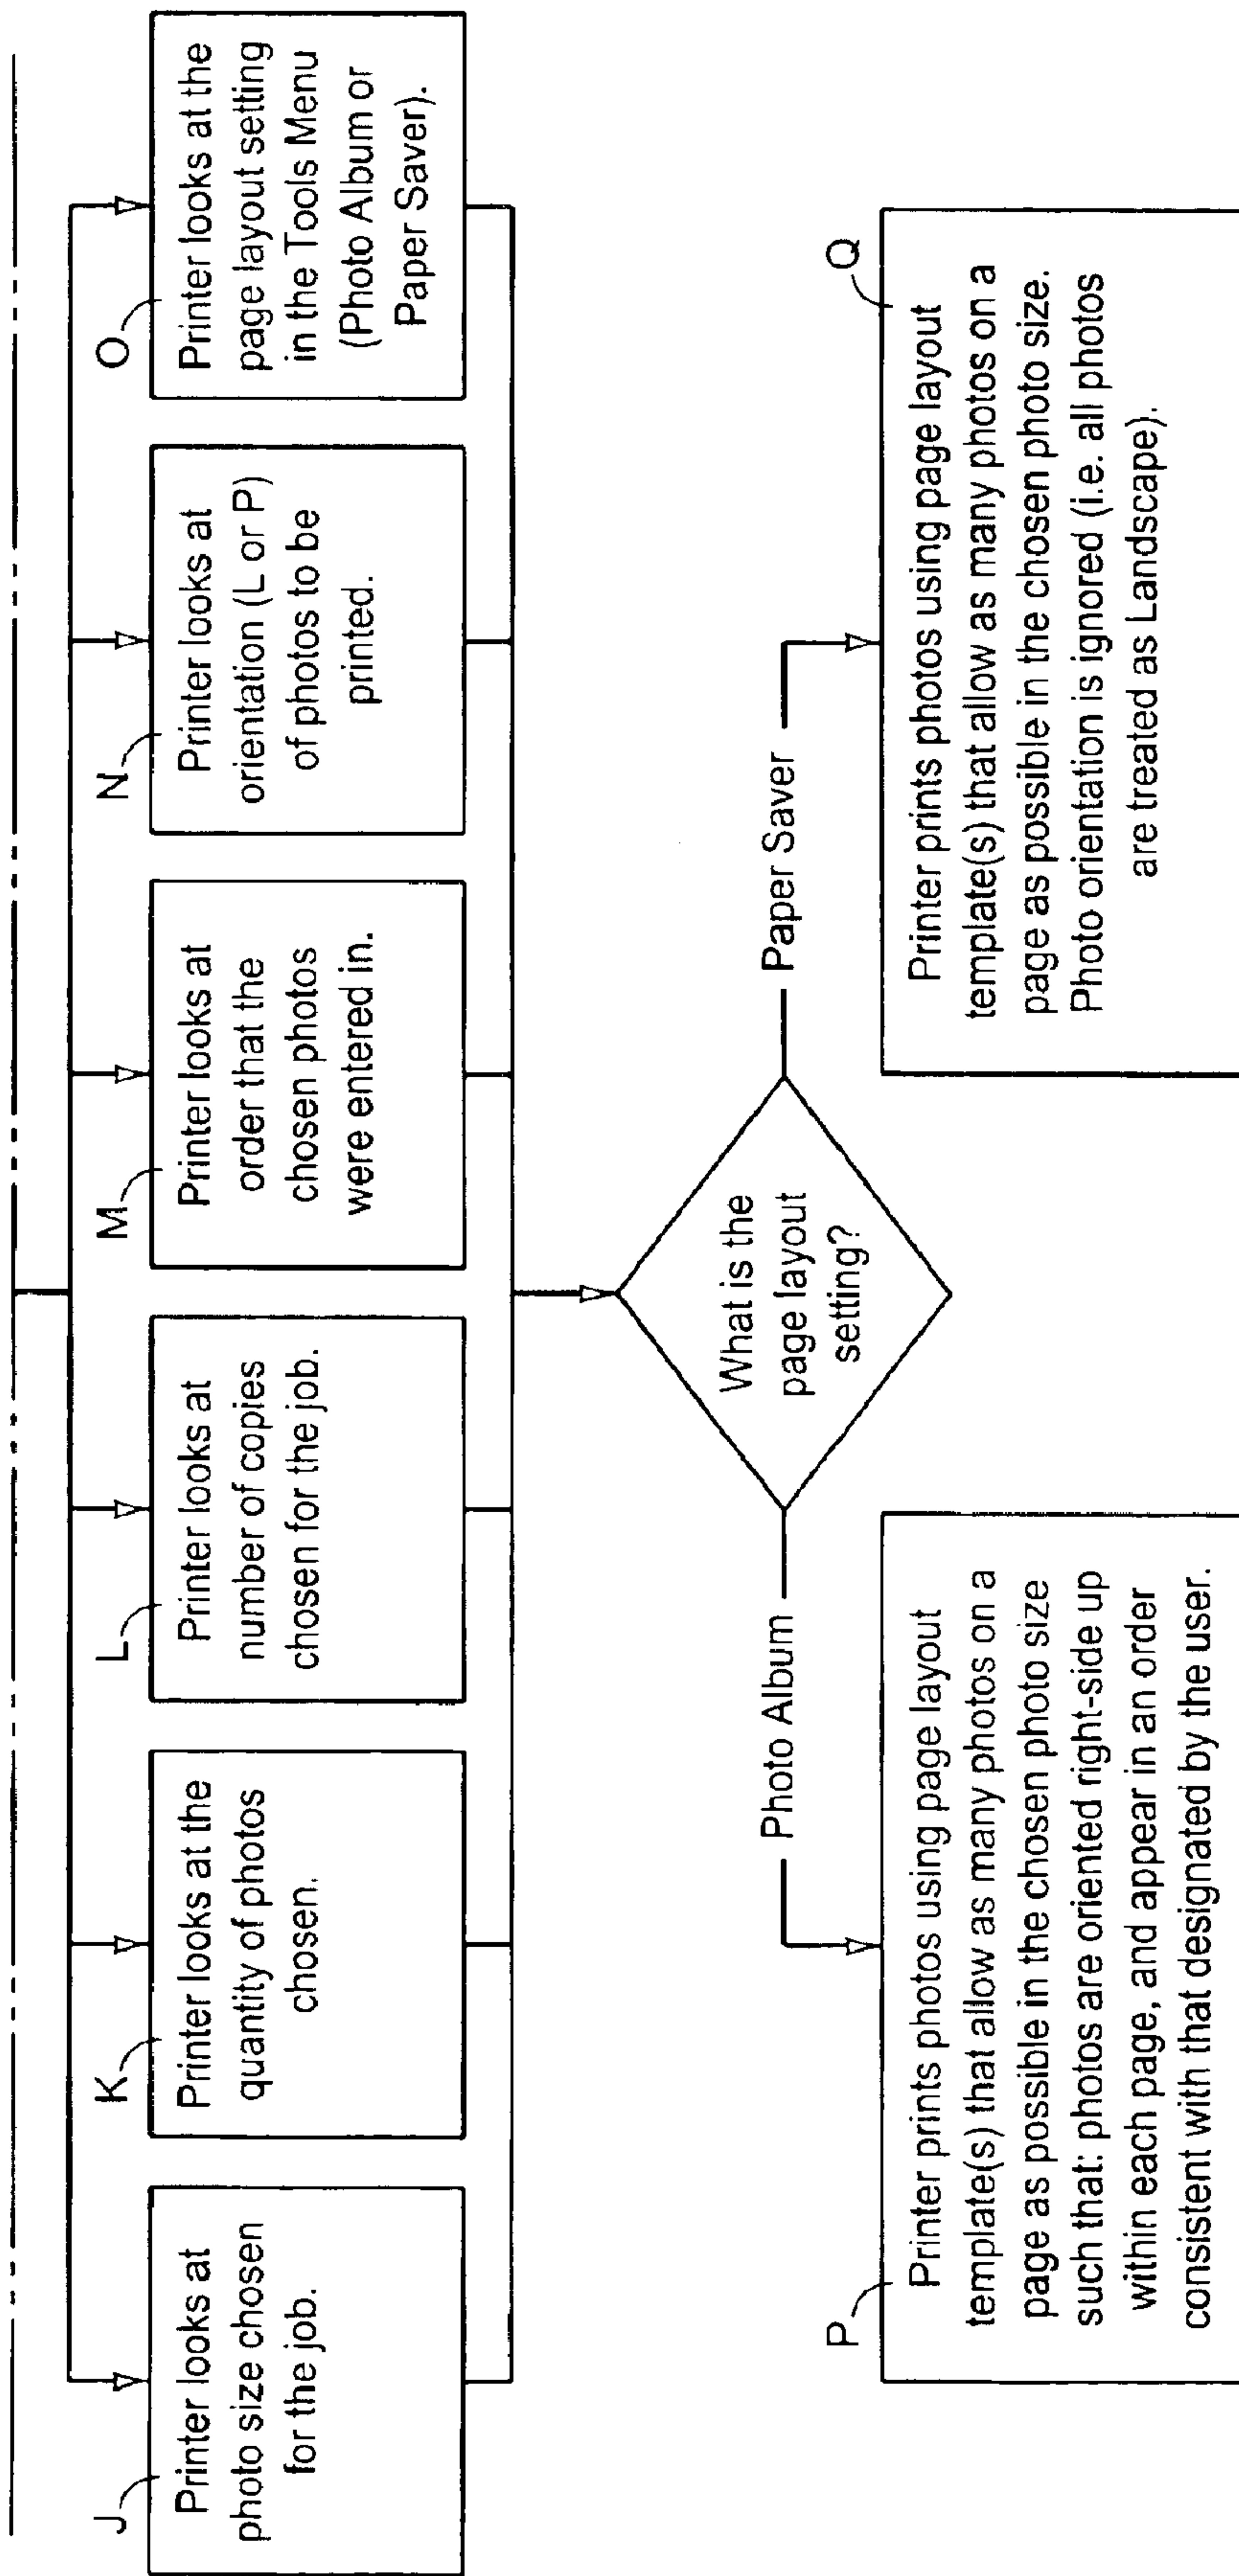 J
Printer looks at
photo size chosen
for the job.
K
Printer looks at the
quantity of photos
chosen.
L
Printer looks at
number of copies
chosen for the job.
M
Printer looks at
order that the
chosen photos
were entered in.
N
Printer looks at
orientation (L or P)
of photos to be
printed.
O
Printer looks at the
page layout setting
in the Tools Menu
(Photo Album or
Paper Saver).
What is the
page layout
setting?
Photo Album
Paper Saver
P
Printer prints photos using page layout
template(s) that allow as many photos on a
page as possible in the chosen photo size
such that: photos are oriented right-side up
within each page, and appear in an order
consistent with that designated by the user.
Q
Printer prints photos using page layout
template(s) that allow as many photos on a
page as possible in the chosen photo size.
Photo orientation is ignored (i.e. all photos
are treated as Landscape).